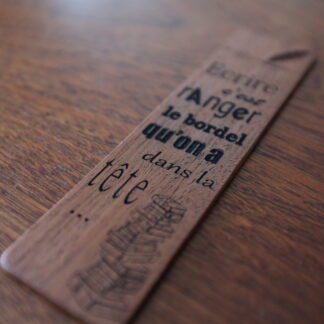 Ecrire
c'est
rAnger
le bordel
qu'on a
dans la
tête
...